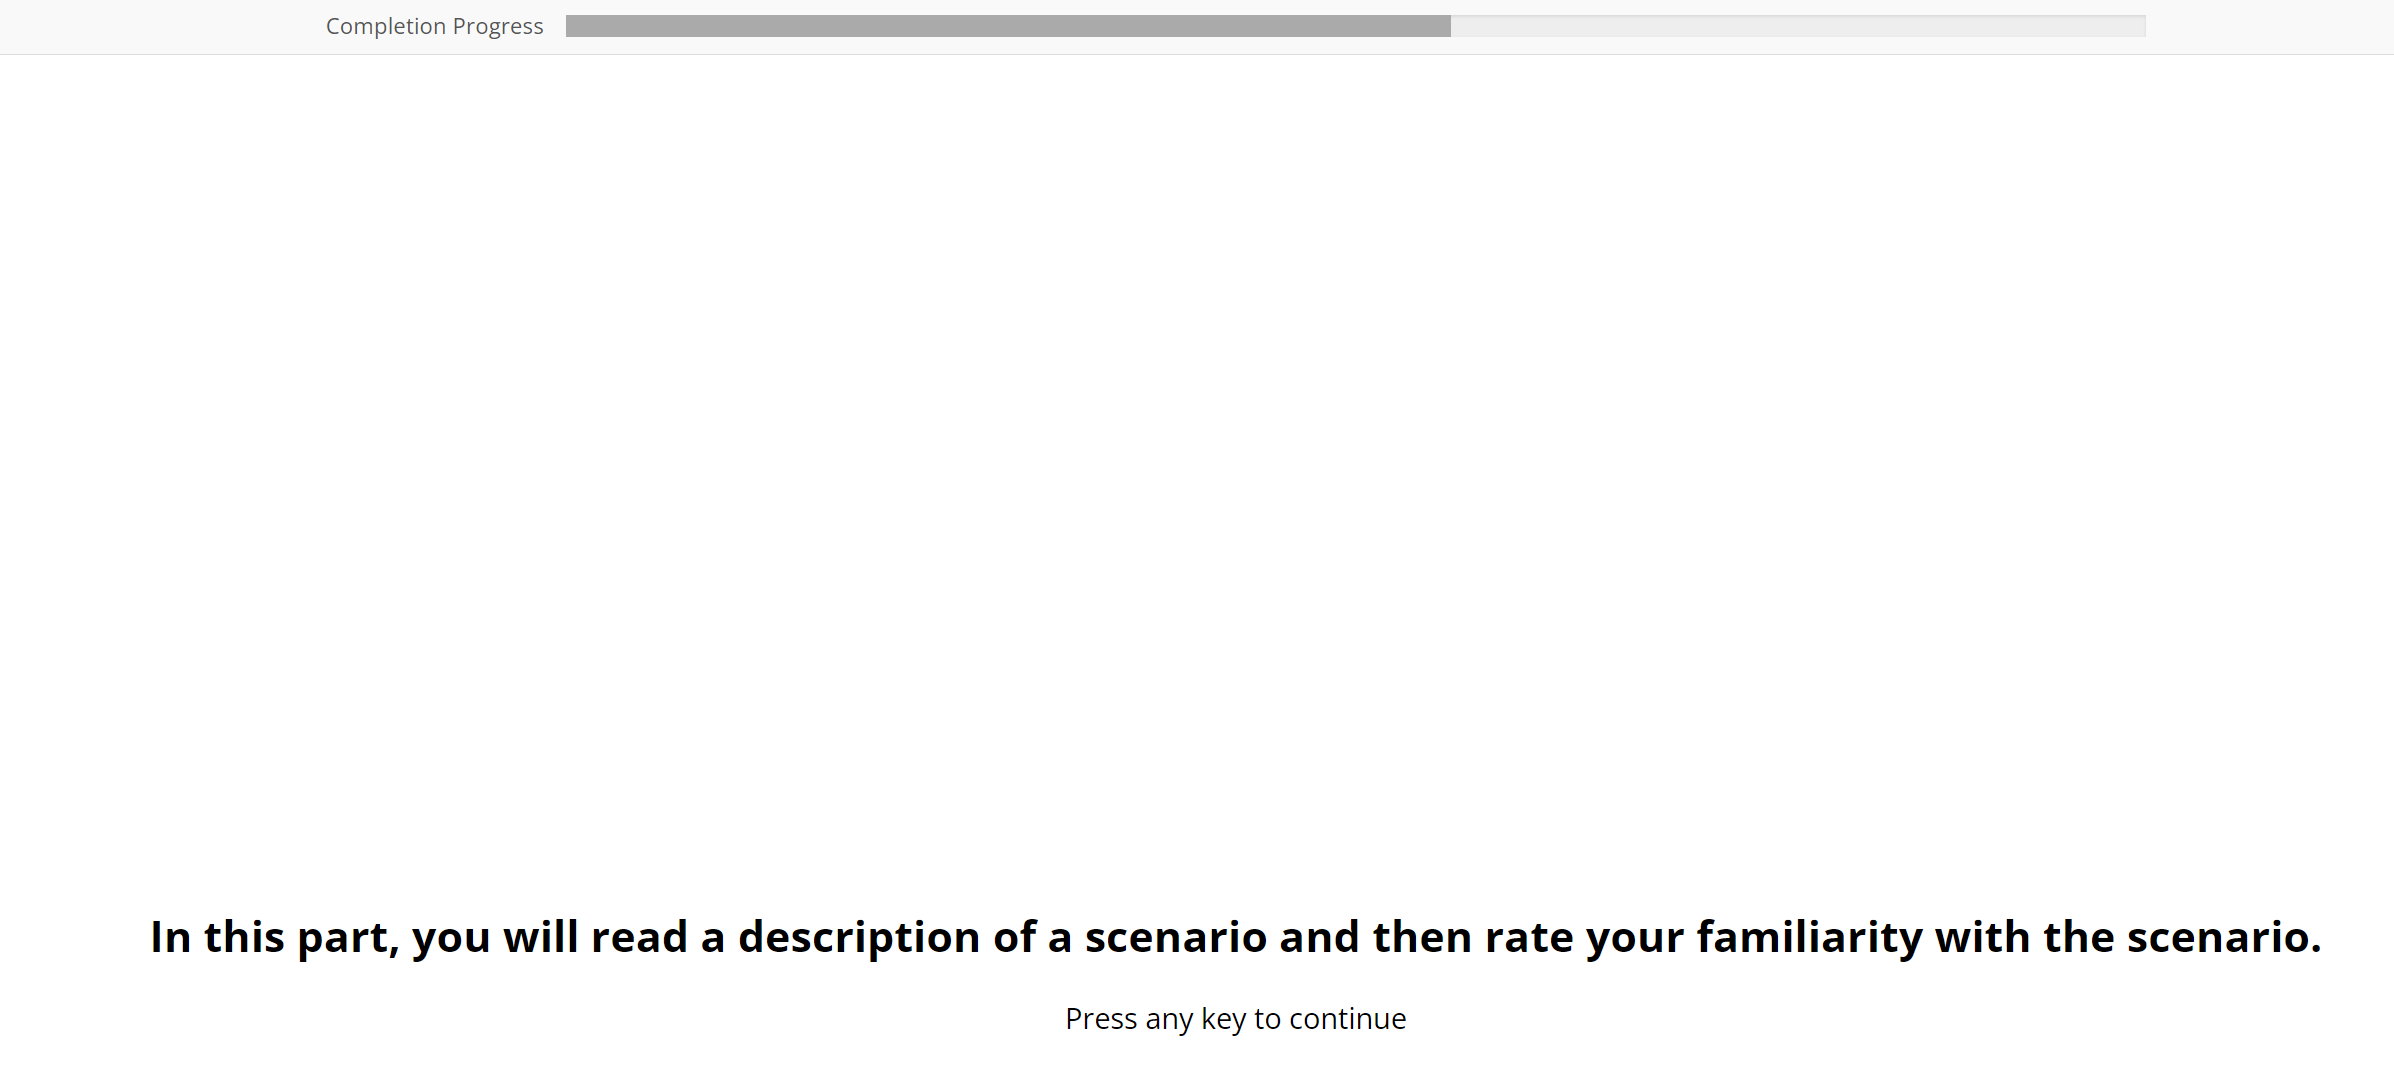 Completion Progress
In this part, you will read a description of a scenario and then rate your familiarity with the scenario.
Press any key to continue